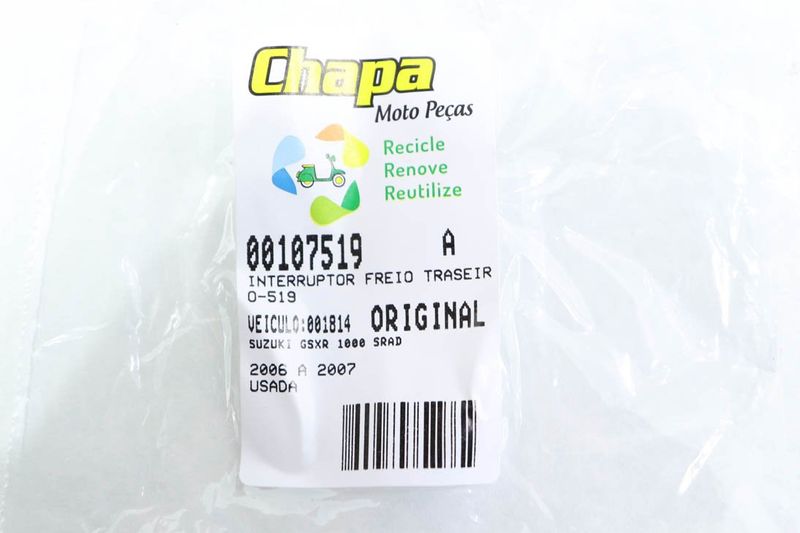 Chapa
Moto Peças
Recicle
Renove
Reutilize
00107519 A
INTERRUPTOR FREIO TRASEIR
O-519
VEICULO:001814 ORIGINAL
SUZUKI GSXR 1000 SRAD
2006 A 2007
USADA